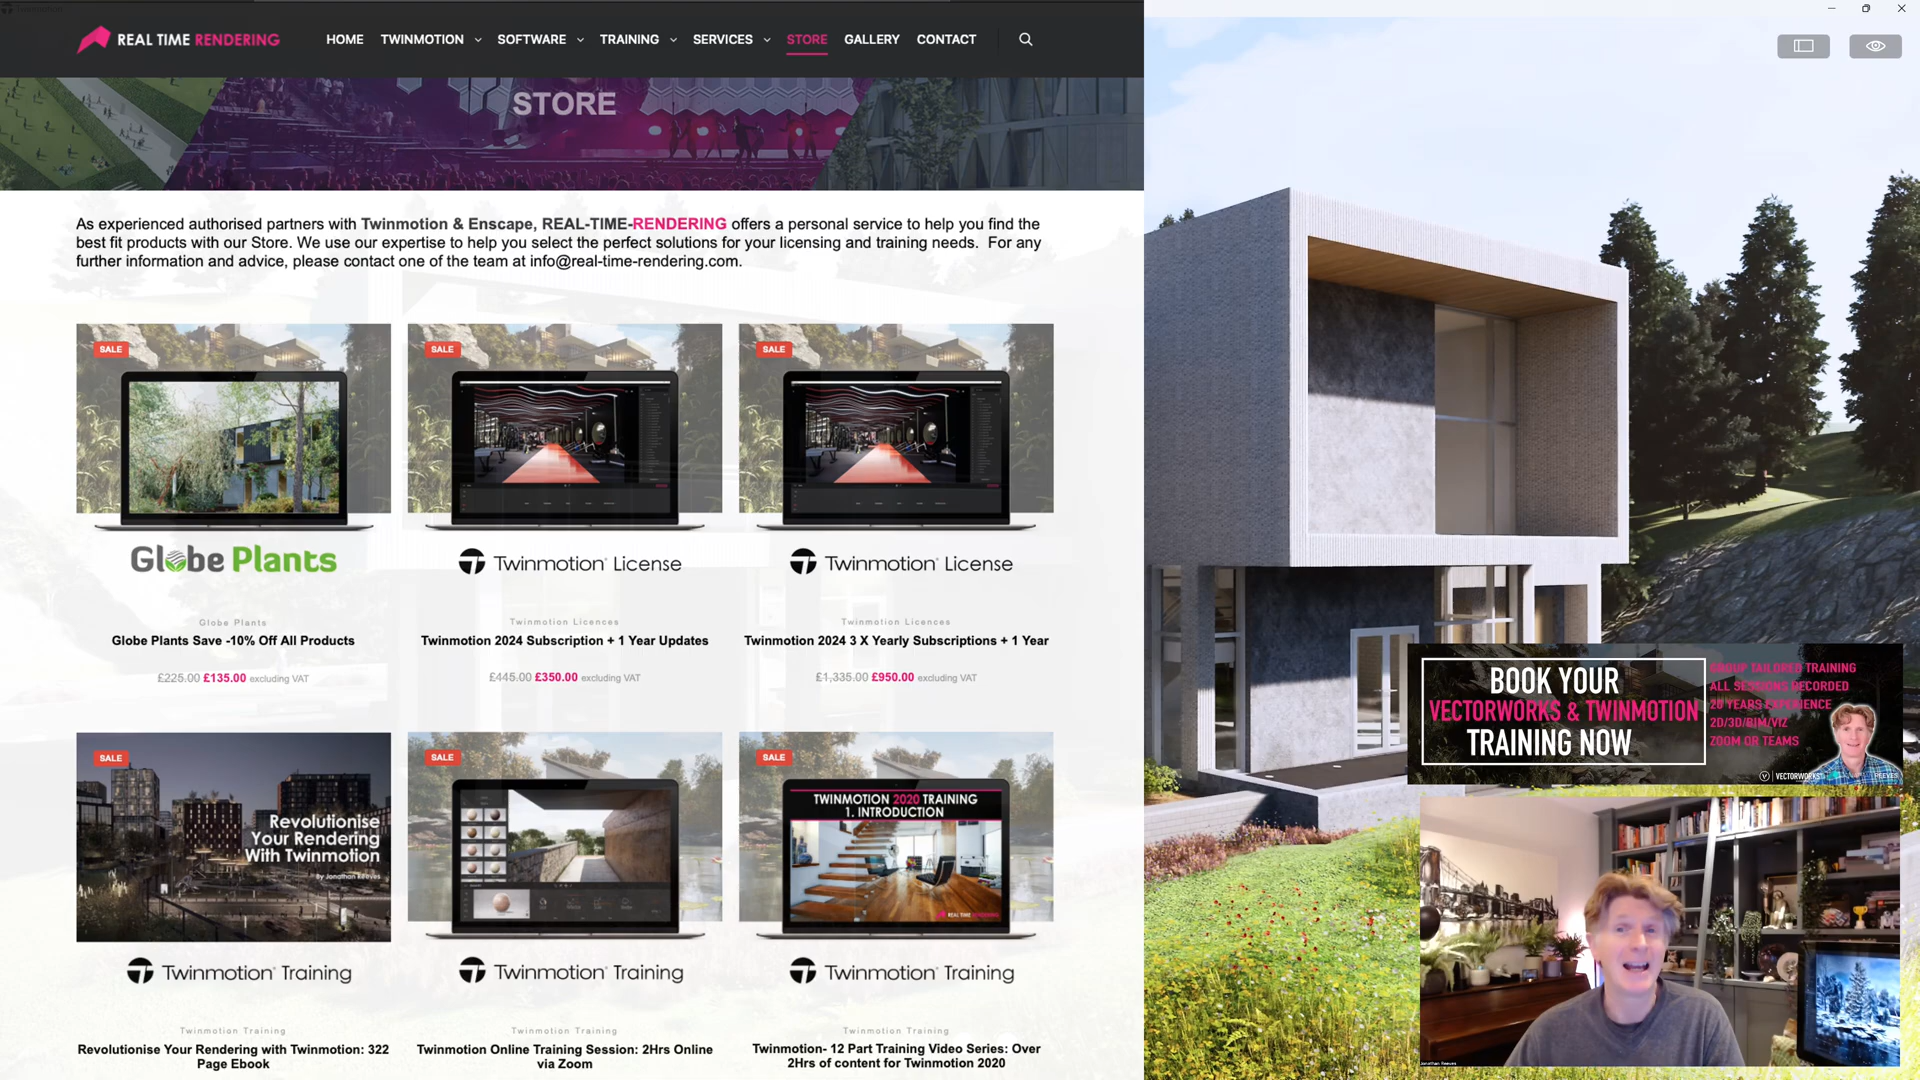 REAL TIME RENDERING
HOME TWINMOTION SOFTWARE TRAINING SERVICES STORE GALLERY CONTACT
STORE
As experienced authorised partners with Twinmotion & Enscape, REAL-TIME-RENDERING offers a personal service to help you find the
best fit products with our Store. We use our expertise to help you select the perfect solutions for your licensing and training needs. For any
further information and advice, please contact one of the team at info@real-time-rendering.com.
SALE
SALE
SALE
Globe Plants
Twinmotion License
Twinmotion License
Globe Plants
Twinmotion Licences
Twinmotion Licences
Globe Plants Save -10% Off All Products
Twinmotion 2024 Subscription + 1 Year Updates
Twinmotion 2024 3 X Yearly Subscriptions + 1 Year
£225.00 £135.00 excluding VAT
£445.00 £350.00 excluding VAT
£1,335.00 £950.00 excluding VAT
SALE
Revolutionise
Your Rendering
With Twinmotion
By Jonathan Reeves
SALE
SALE
TWINMOTION 2020 TRAINING
1. INTRODUCTION
REAL TIME RENDERING
Twinmotion Training
Twinmotion Training
Twinmotion Training
Twinmotion Training
Twinmotion Training
Twinmotion Training
Revolutionise Your Rendering with Twinmotion: 322
Page Ebook
Twinmotion Online Training Session: 2Hrs Online
via Zoom
Twinmotion- 12 Part Training Video Series: Over
2Hrs of content for Twinmotion 2020
BOOK YOUR
VECTORWORKS & TWINMOTION
TRAINING NOW
GROUP TAILORED TRAINING
ALL SESSIONS RECORDED
20 YEARS EXPERIENCE
2D/3D/BIM/VIZ
ZOOM OR TEAMS
VECTORWORKS
REEVES
Jonathan Reeves